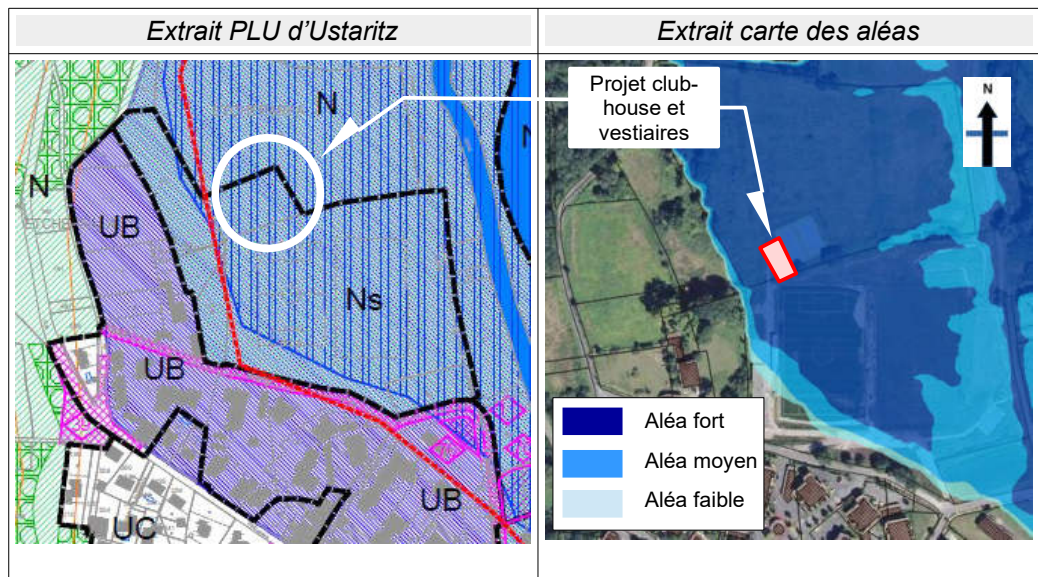 Extrait PLU d'Ustaritz
Extrait carte des aléas
Projet club-
house et
vestiaires
N
N
N
N
UB
Ns
UB
UB
UC
Aléa fort
Aléa moyen
Aléa faible